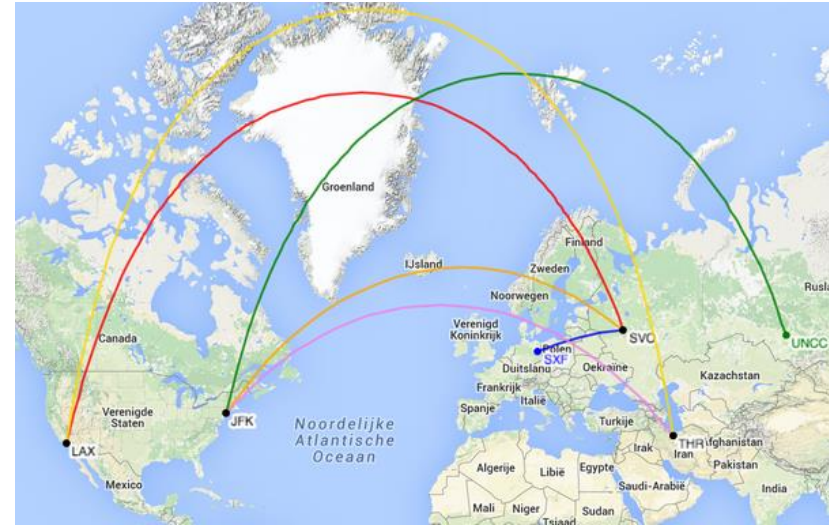 Groenland
IJsland
Finland
Zweden
Noorwegen
Rusla
Canada
Verenigd
Koninkrijk
SVO
UNCC
Polen
SXF
Duitsland
Oekraïne
Kazachstan
Frankrijk
Italië
Spanje
Verenigde
Staten
JFK
Noordelijke
Atlantische
Oceaan
Turkije
THR
Afghanistan
LAX
Irak
Iran
Pakistan
Mexico
Algerije
Libië
Egypte
Saudi-Arabië
India
Mali
Niger
Sudan
Tsjaad